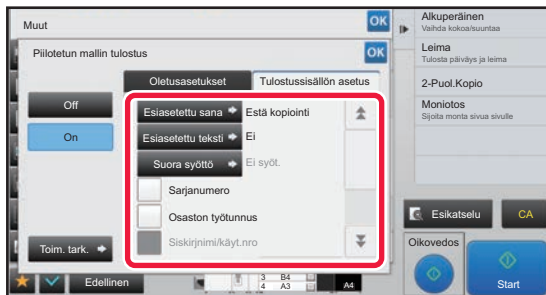 Muut
OK
Piilotetun mallin tulostus
OK
Oletusasetukset
Tulostussisällön asetus
Off
On
Esiasetettu sana
Estä kopiointi
Esiasetettu teksti
Ei
Suora syöttö
Ei syöt.
Sarjanumero
Osaston työtunnus
Siskirjnimi/käyt.nro
Toim. tark.
Edellinen
3 B4
4 A3
A4
Alkuperäinen
Vaihda kokoa/suuntaa
Leima
Tulosta päiväys ja leima
2-Puol.Kopio
Moniotos
Sijoita monta sivua sivulle
Esikatselu
CA
Oikovedos
Start